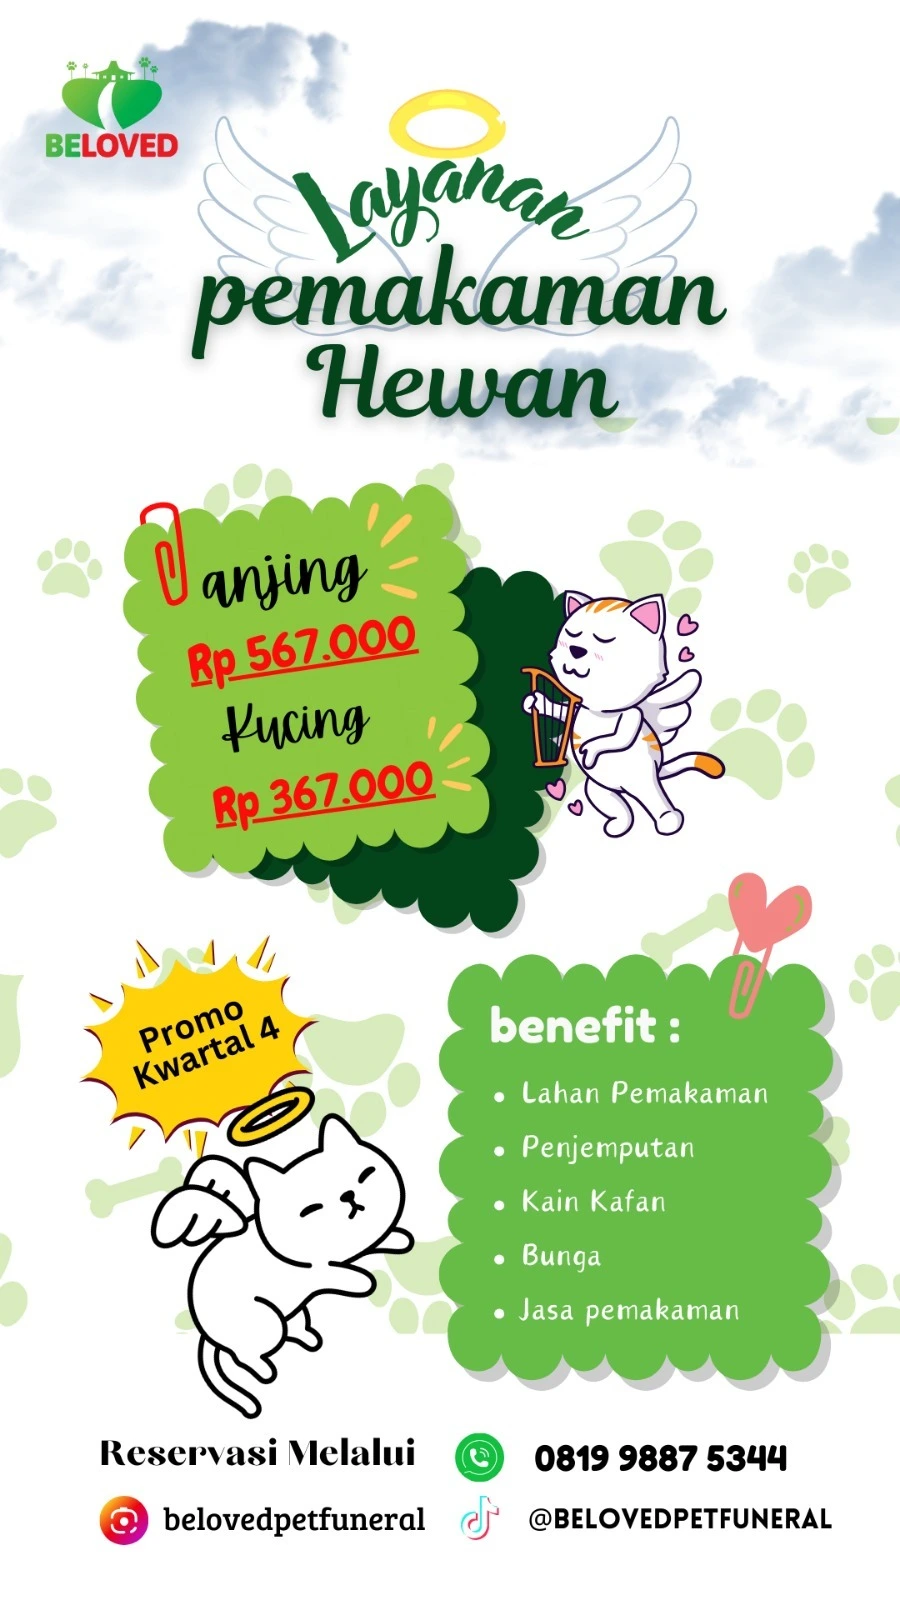 BELOVED
Layanan
pemakaman
Hewan
anjing
Rp 567.000
Kucing
Rp 367.000
Promo
Kwartal 4
benefit :
• Lahan Pemakaman
• Penjemputan
• Kain Kafan
• Bunga
• Jasa pemakaman
Reservasi Melalui
0819 9887 5344
belovedpetfuneral
@BELOVEDPETFUNERAL